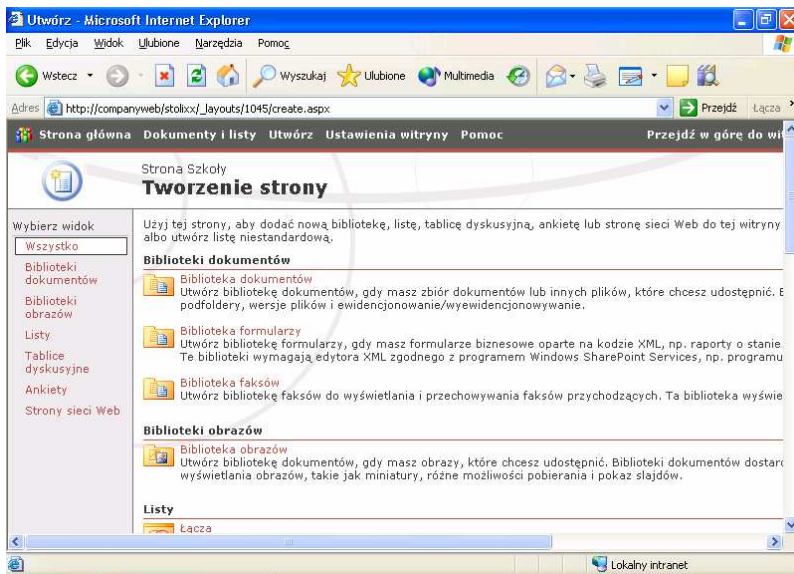 Utwórz - Microsoft Internet Explorer
Plik Edycja Widok Ulubione Narzędzia Pomoc
Wstecz Wyszukaj Ulubione Multimedia
Adres http://companyweb/stolixx/_layouts/1045/create.aspx Przejdź Łącza
Strona główna Dokumenty i listy Utwórz Ustawienia witryny Pomoc Przejdź w górę do wit
Strona Szkoły
Tworzenie strony
Wybierz widok
Wszystko
Biblioteki
dokumentów
Biblioteki
obrazów
Listy
Tablice
dyskusyjne
Ankiety
Strony sieci Web
Użyj tej strony, aby dodać nową bibliotekę, listę, tablicę dyskusyjną, ankietę lub stronę sieci Web do tej witryny
albo utwórz listę niestandardową.
Biblioteki dokumentów
Biblioteka dokumentów
Utwórz bibliotekę dokumentów, gdy masz zbiór dokumentów lub innych plików, które chcesz udostępnić.
podfoldery, wersje plików i ewidencjonowanie/wyewidencjonowywanie.
Biblioteka formularzy
Utwórz bibliotekę formularzy, gdy masz formularze biznesowe oparte na kodzie XML, np. raporty o stanie
Te biblioteki wymagają edytora XML zgodnego z programem Windows SharePoint Services, np. programu
Biblioteka faksów
Utwórz bibliotekę faksów do wyświetlania i przechowywania faksów przychodzących. Ta biblioteka wyświe
Biblioteki obrazów
Biblioteka obrazów
Utwórz bibliotekę dokumentów, gdy masz obrazy, które chcesz udostępnić. Biblioteki dokumentów dostarc
wyświetlania obrazów, takie jak miniatury, różne możliwości pobierania i pokaz slajdów.
Listy
Łącza
Lokalny intranet